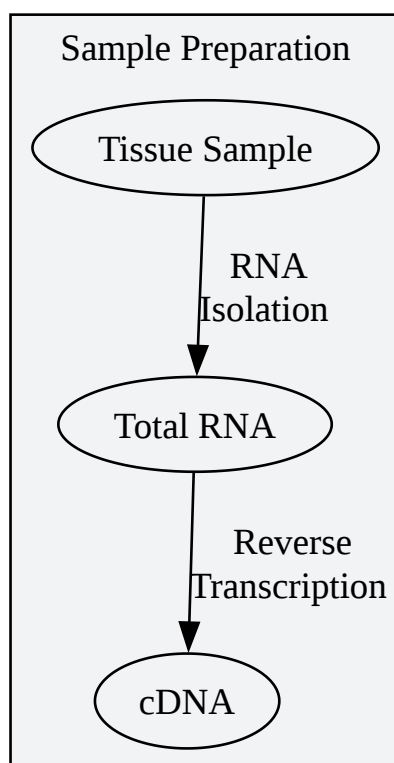 Sample Preparation
Tissue Sample
RNA
Isolation
Total RNA
Reverse
Transcription
cDNA